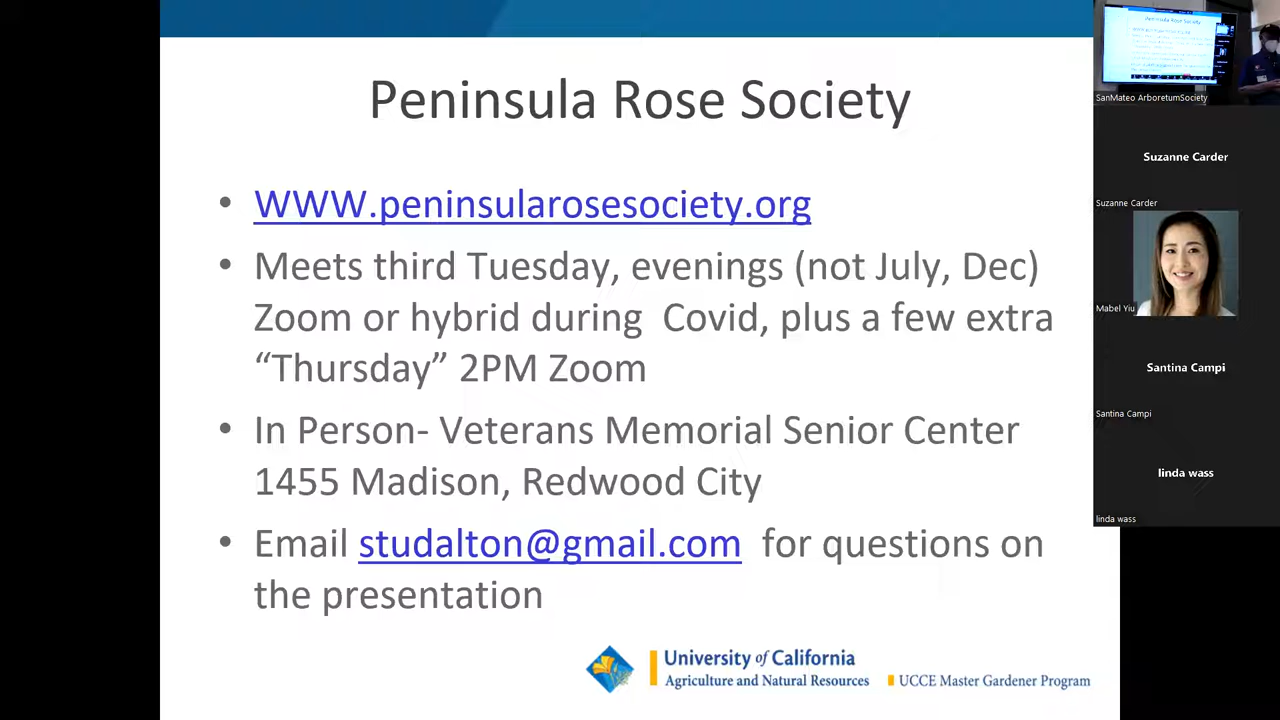 Peninsula Rose Society
• WWW.peninsularosesociety.org
• Meets third Tuesday, evenings (not July, Dec)
Zoom or hybrid during Covid, plus a few extra
“Thursday” 2PM Zoom
• In Person- Veterans Memorial Senior Center
1455 Madison, Redwood City
• Email studalton@gmail.com for questions on
the presentation
University of California
Agriculture and Natural Resources
UCCE Master Gardener Program
Peninsula Rose Society
SanMateo ArboretumSociety
Suzanne Carder
Suzanne Carder
Mabel Yiu
Santina Campi
Santina Campi
linda wass
linda wass